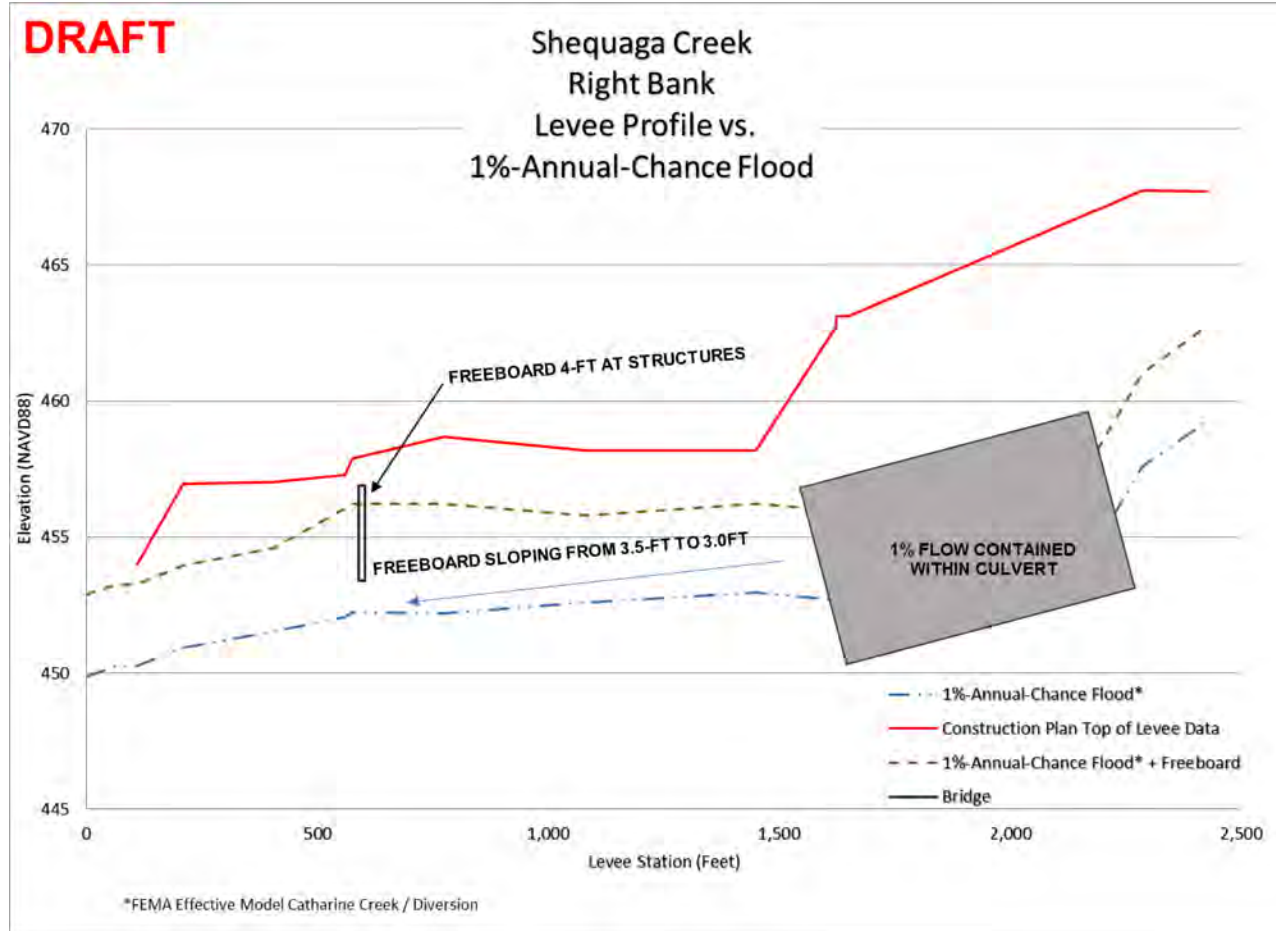 DRAFT
Shequaga Creek
Right Bank
Levee Profile vs.
1%-Annual-Chance Flood
470
465
460
455
450
445
Elevation (NAVD88)
FREEBOARD 4-FT AT STRUCTURES
FREEBOARD SLOPING FROM 3.5-FT TO 3.0FT
1% FLOW CONTAINED
WITHIN CULVERT
1%-Annual-Chance Flood*
Construction Plan Top of Levee Data
1%-Annual-Chance Flood* + Freeboard
Bridge
0 500 1,000 1,500 2,000 2,500
Levee Station (Feet)
*FEMA Effective Model Catharine Creek / Diversion